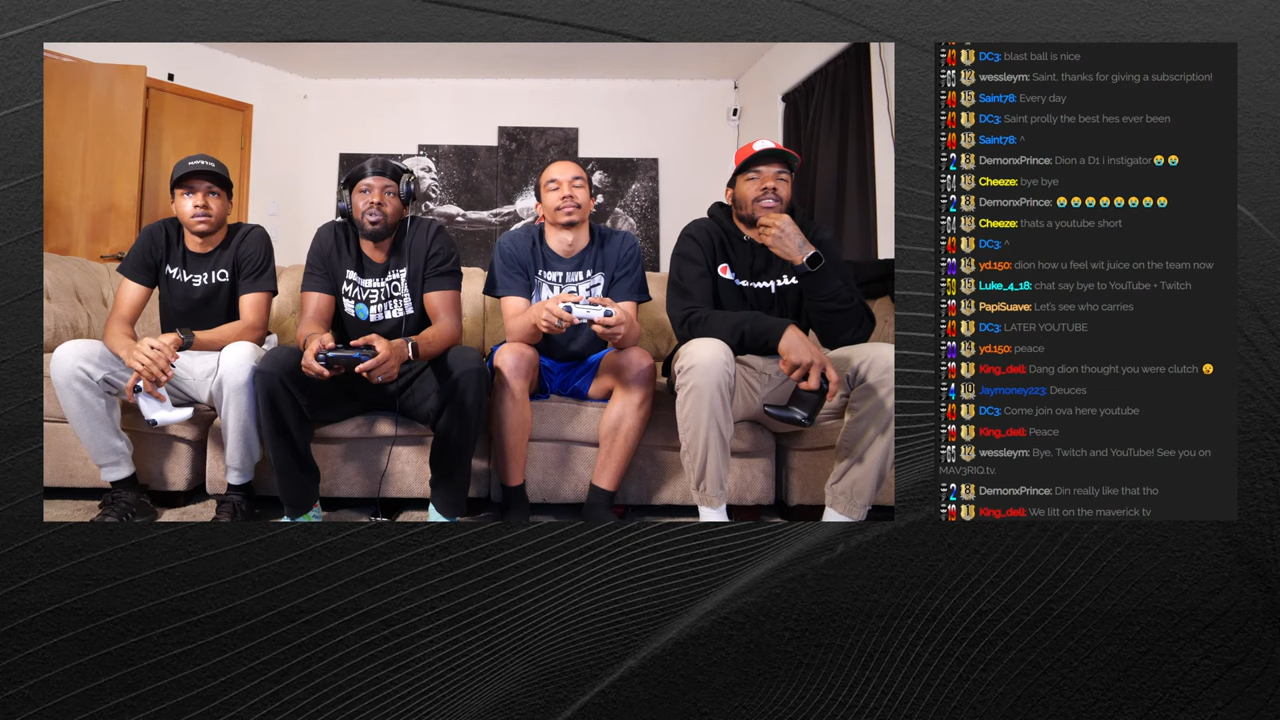 MAV3RIQ
MAV3RIQ
MAV3RIQ
MOVES
BIG
I DON'T HAVE A
Champion
DC3: blast ball is nice
wessleym: Saint, thanks for giving a subscription!
Saint78: Every day
DC3: Saint prolly the best hes ever been
Saint78: ^
DemonxPrince: Dion a D1 i instigator😭 😭
Cheeze: bye bye
DemonxPrince: 😭 😭 😭 😭 😭 😭 😭 😭
Cheeze: thats a youtube short
DC3: ^
yd.150: dion how u feel wit juice on the team now
Luke_4_18: chat say bye to YouTube + Twitch
PapiSuave: Let's see who carries
DC3: LATER YOUTUBE
yd.150: peace
King_dell: Dang dion thought you were clutch 😮
Jaymoney223: Deuces
DC3: Come join ova here youtube
King_dell: Peace
wessleym: Bye, Twitch and YouTube! See you on
MAV3RIQ.tv.
DemonxPrince: Din really like that tho
King_dell: We litt on the maverick tv